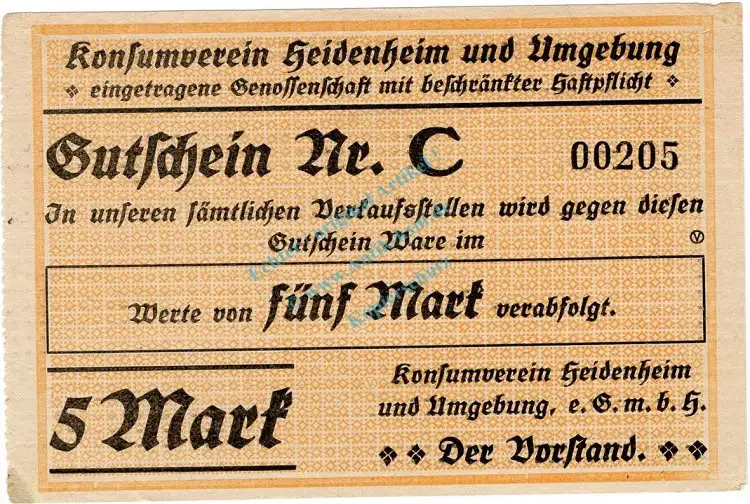 Konsumverein Heidenheim und Umgebung
eingetragene Genossenschaft mit beschränkter Haftpflicht
Gutschein Nr. C 00205
In unseren sämtlichen Verkaufsstellen wird gegen diesen
Gutschein Ware im
V
Werte von fünf Mark verabfolgt.
5 Mark
Konsumverein Heidenheim
und Umgebung, e. G. m. b. H.
Der Vorstand.